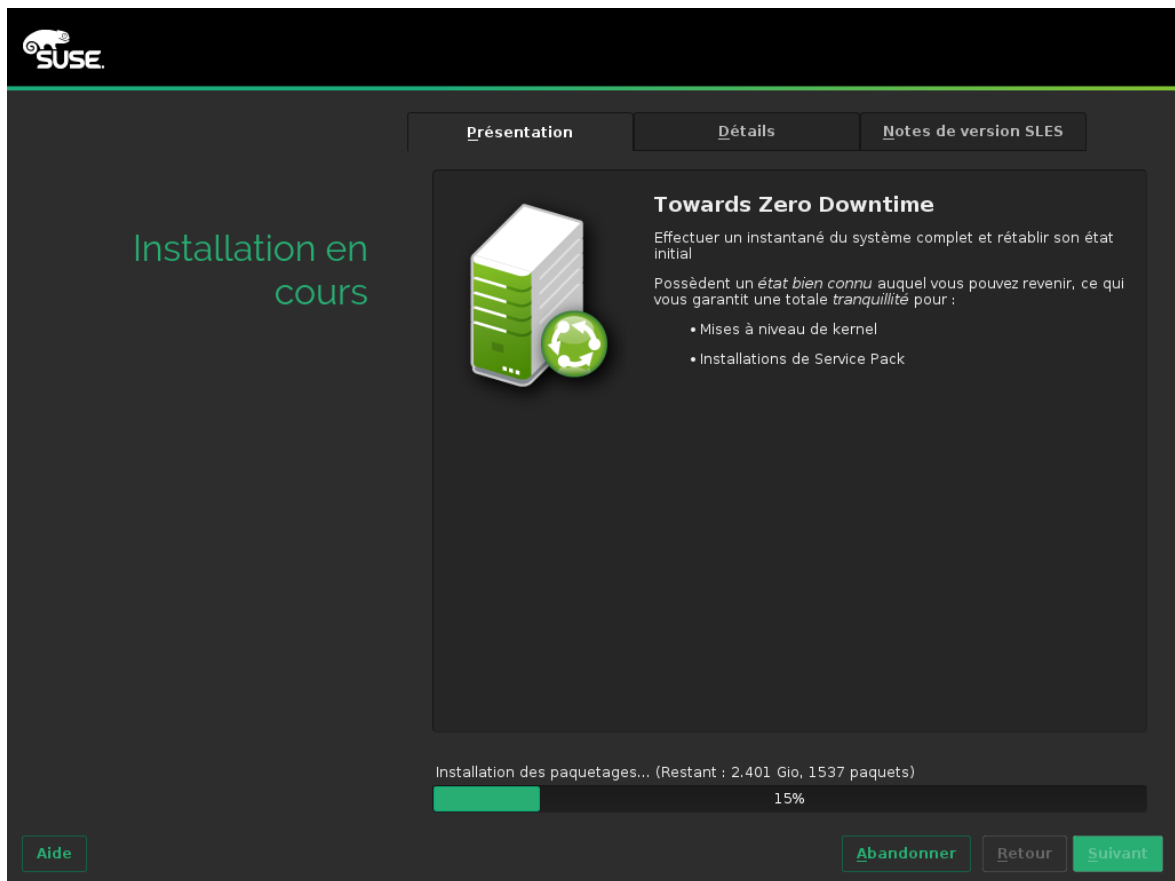 SUSE.
Présentation
Détails
Notes de version SLES
Installation en
cours
Towards Zero Downtime
Effectuer un instantané du système complet et rétablir son état
initial
Possèdent un état bien connu auquel vous pouvez revenir, ce qui
vous garantit une totale tranquillité pour :
• Mises à niveau de kernel
• Installations de Service Pack
Installation des paquetages... (Restant : 2.401 Gio, 1537 paquets)
15%
Aide
Abandonner
Retour
Suivant